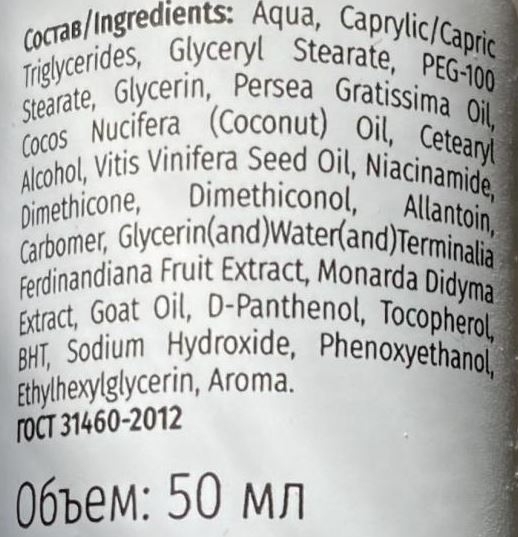 Состав/Ingredients: Aqua, Caprylic/Capric
Triglycerides, Glyceryl Stearate, PEG-100
Stearate, Glycerin, Persea Gratissima Oil,
Cocos Nucifera (Coconut) Oil, Cetearyl
Alcohol, Vitis Vinifera Seed Oil, Niacinamide,
Dimethicone, Dimethiconol, Allantoin,
Carbomer, Glycerin(and)Water(and)Terminalia
Ferdinandiana Fruit Extract, Monarda Didyma
Extract, Goat Oil, D-Panthenol, Tocopherol,
BHT, Sodium Hydroxide, Phenoxyethanol,
Ethylhexylglycerin, Aroma.
ГОСТ 31460-2012
Объем: 50 мл